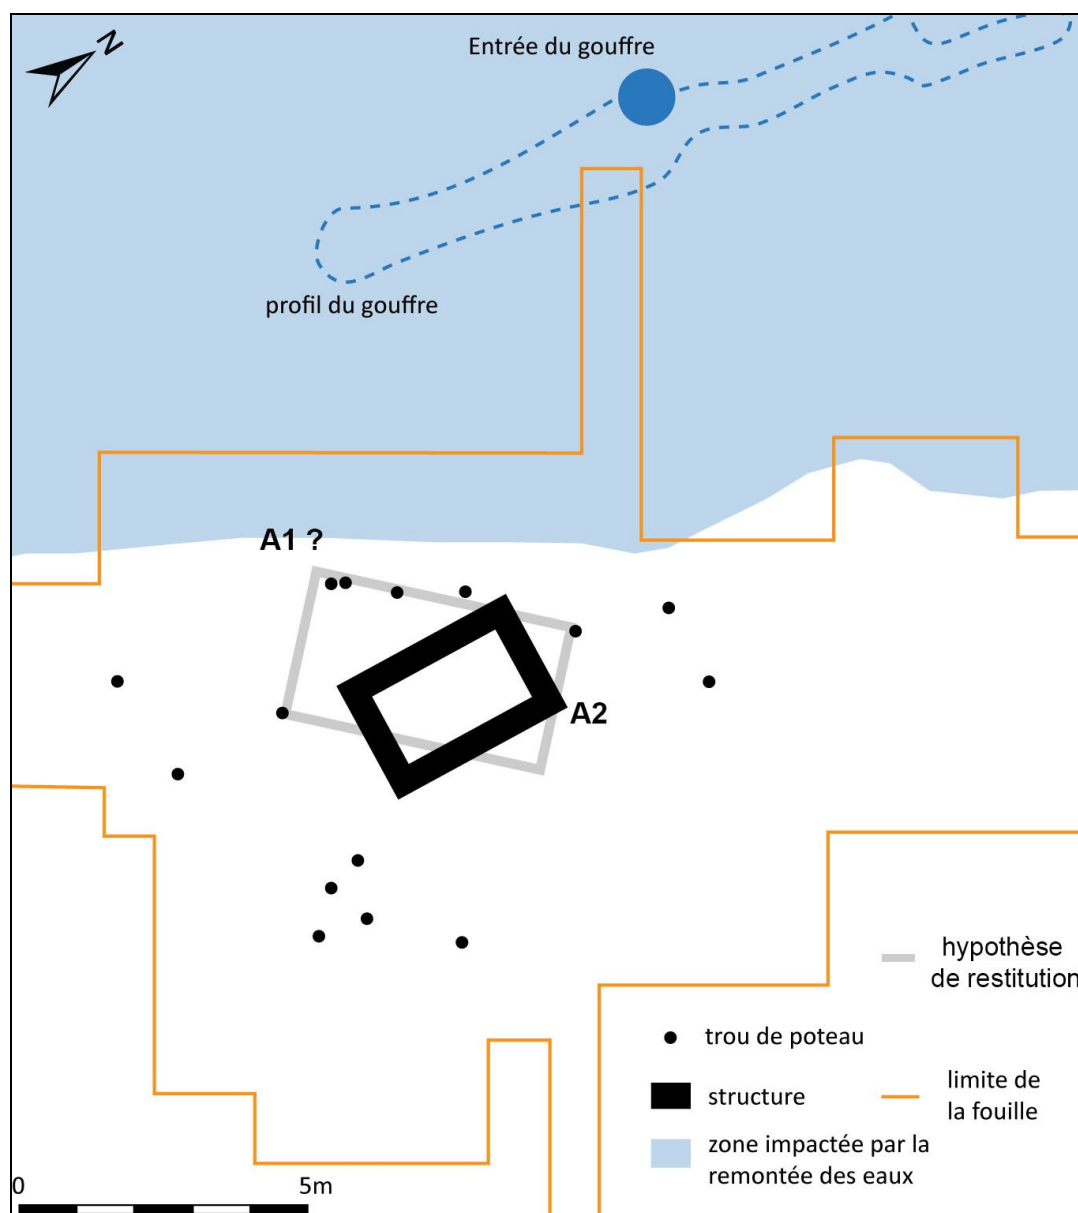 N
Entrée du gouffre
profil du gouffre
A1 ?
A2
hypothèse
de restitution
trou de poteau
structure
limite de
la fouille
zone impactée par la
remontée des eaux
0
5m